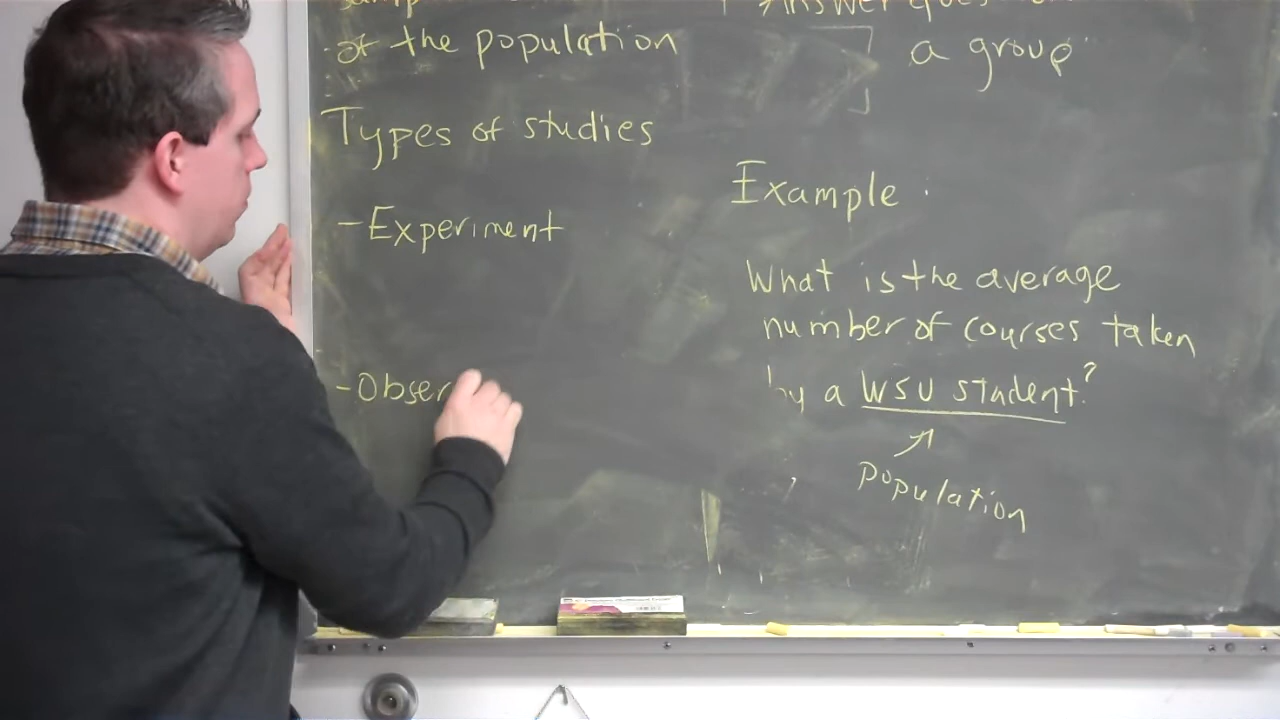 of the population
a group
Types of studies
- Experiment
- Obser
Example:
What is the average
number of courses taken
by a WSU student?
population